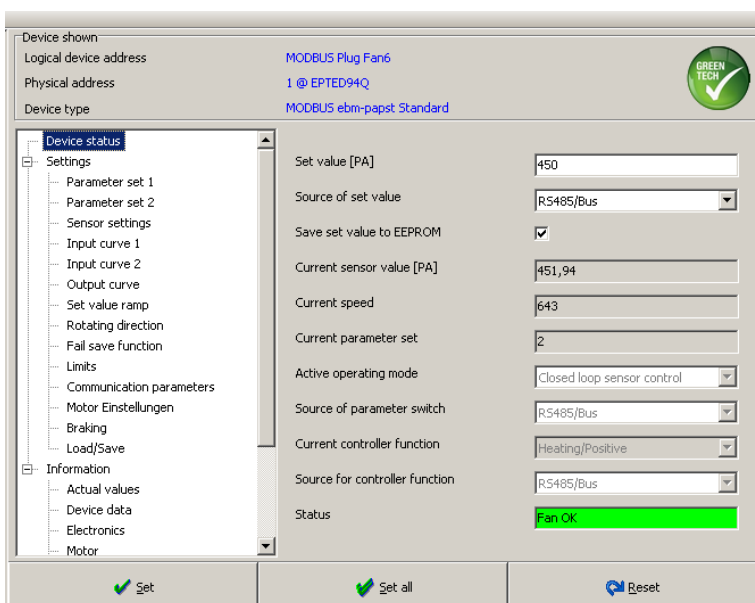 Device shown
Logical device address MODBUS Plug Fan6
Physical address 1 @ EPTED94Q
Device type MODBUS ebm-papst Standard
GREEN
TECH
Device status
Settings
Parameter set 1
Parameter set 2
Sensor settings
Input curve 1
Input curve 2
Output curve
Set value ramp
Rotating direction
Fail save function
Limits
Communication parameters
Motor Einstellungen
Braking
Load/Save
Information
Actual values
Device data
Electronics
Motor
Set value [PA] 450
Source of set value RS485/Bus
Save set value to EEPROM
Current sensor value [PA] 451,94
Current speed 643
Current parameter set 2
Active operating mode Closed loop sensor control
Source of parameter switch RS485/Bus
Current controller function Heating/Positive
Source for controller function RS485/Bus
Status Fan OK
Set Set all Reset